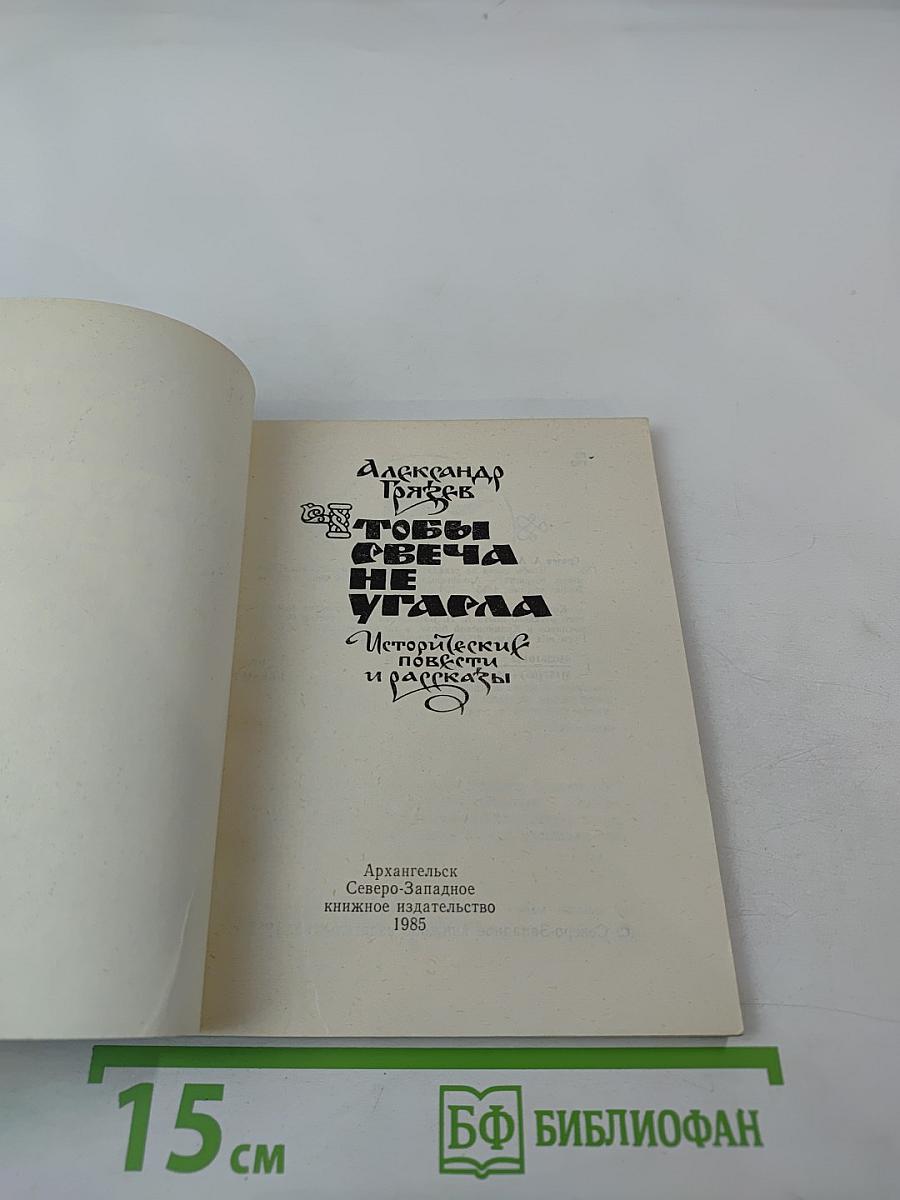 Александр
Грязев
Чтобы
свеча
не
угасла
Исторические
повести
и рассказы
Архангельск
Северо-Западное
книжное издательство
1985
15 см
БФ БИБЛИОФАН